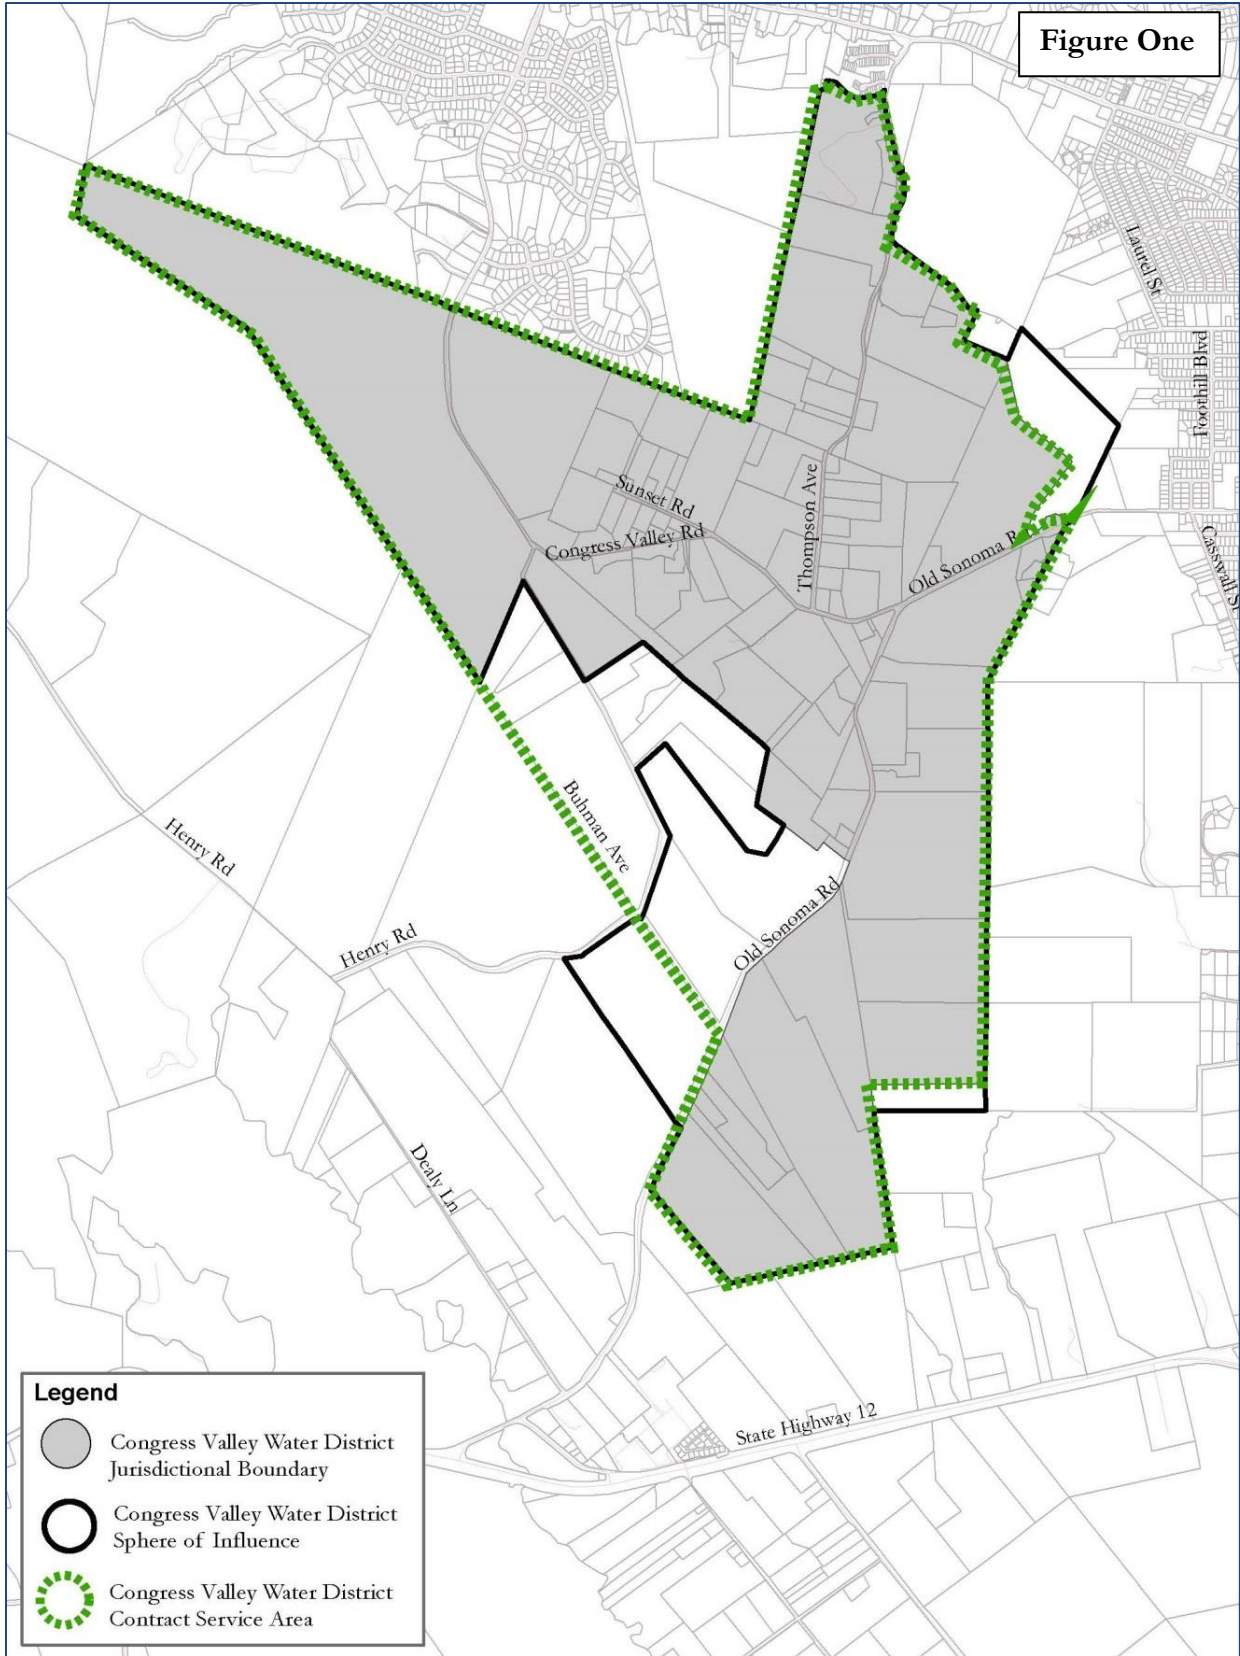 Figure One
Laurel St
Foothill Blvd
Sunset Rd
Congress Valley Rd
Thompson Ave
Old Sonoma R
Casswall St
Buhman Ave
Henry Rd
Old Sonoma Rd
Henry Rd
Dealy Ln
State Highway 12
Legend
Congress Valley Water District
Jurisdictional Boundary
Congress Valley Water District
Sphere of Influence
Congress Valley Water District
Contract Service Area